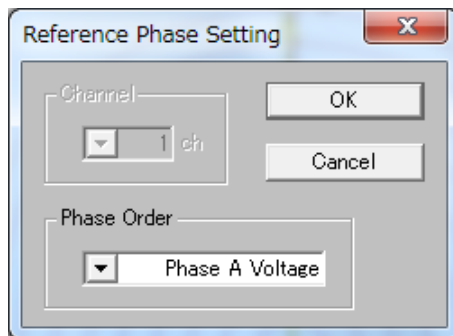 Reference Phase Setting
Channel
1 ch
OK
Cancel
Phase Order
Phase A Voltage